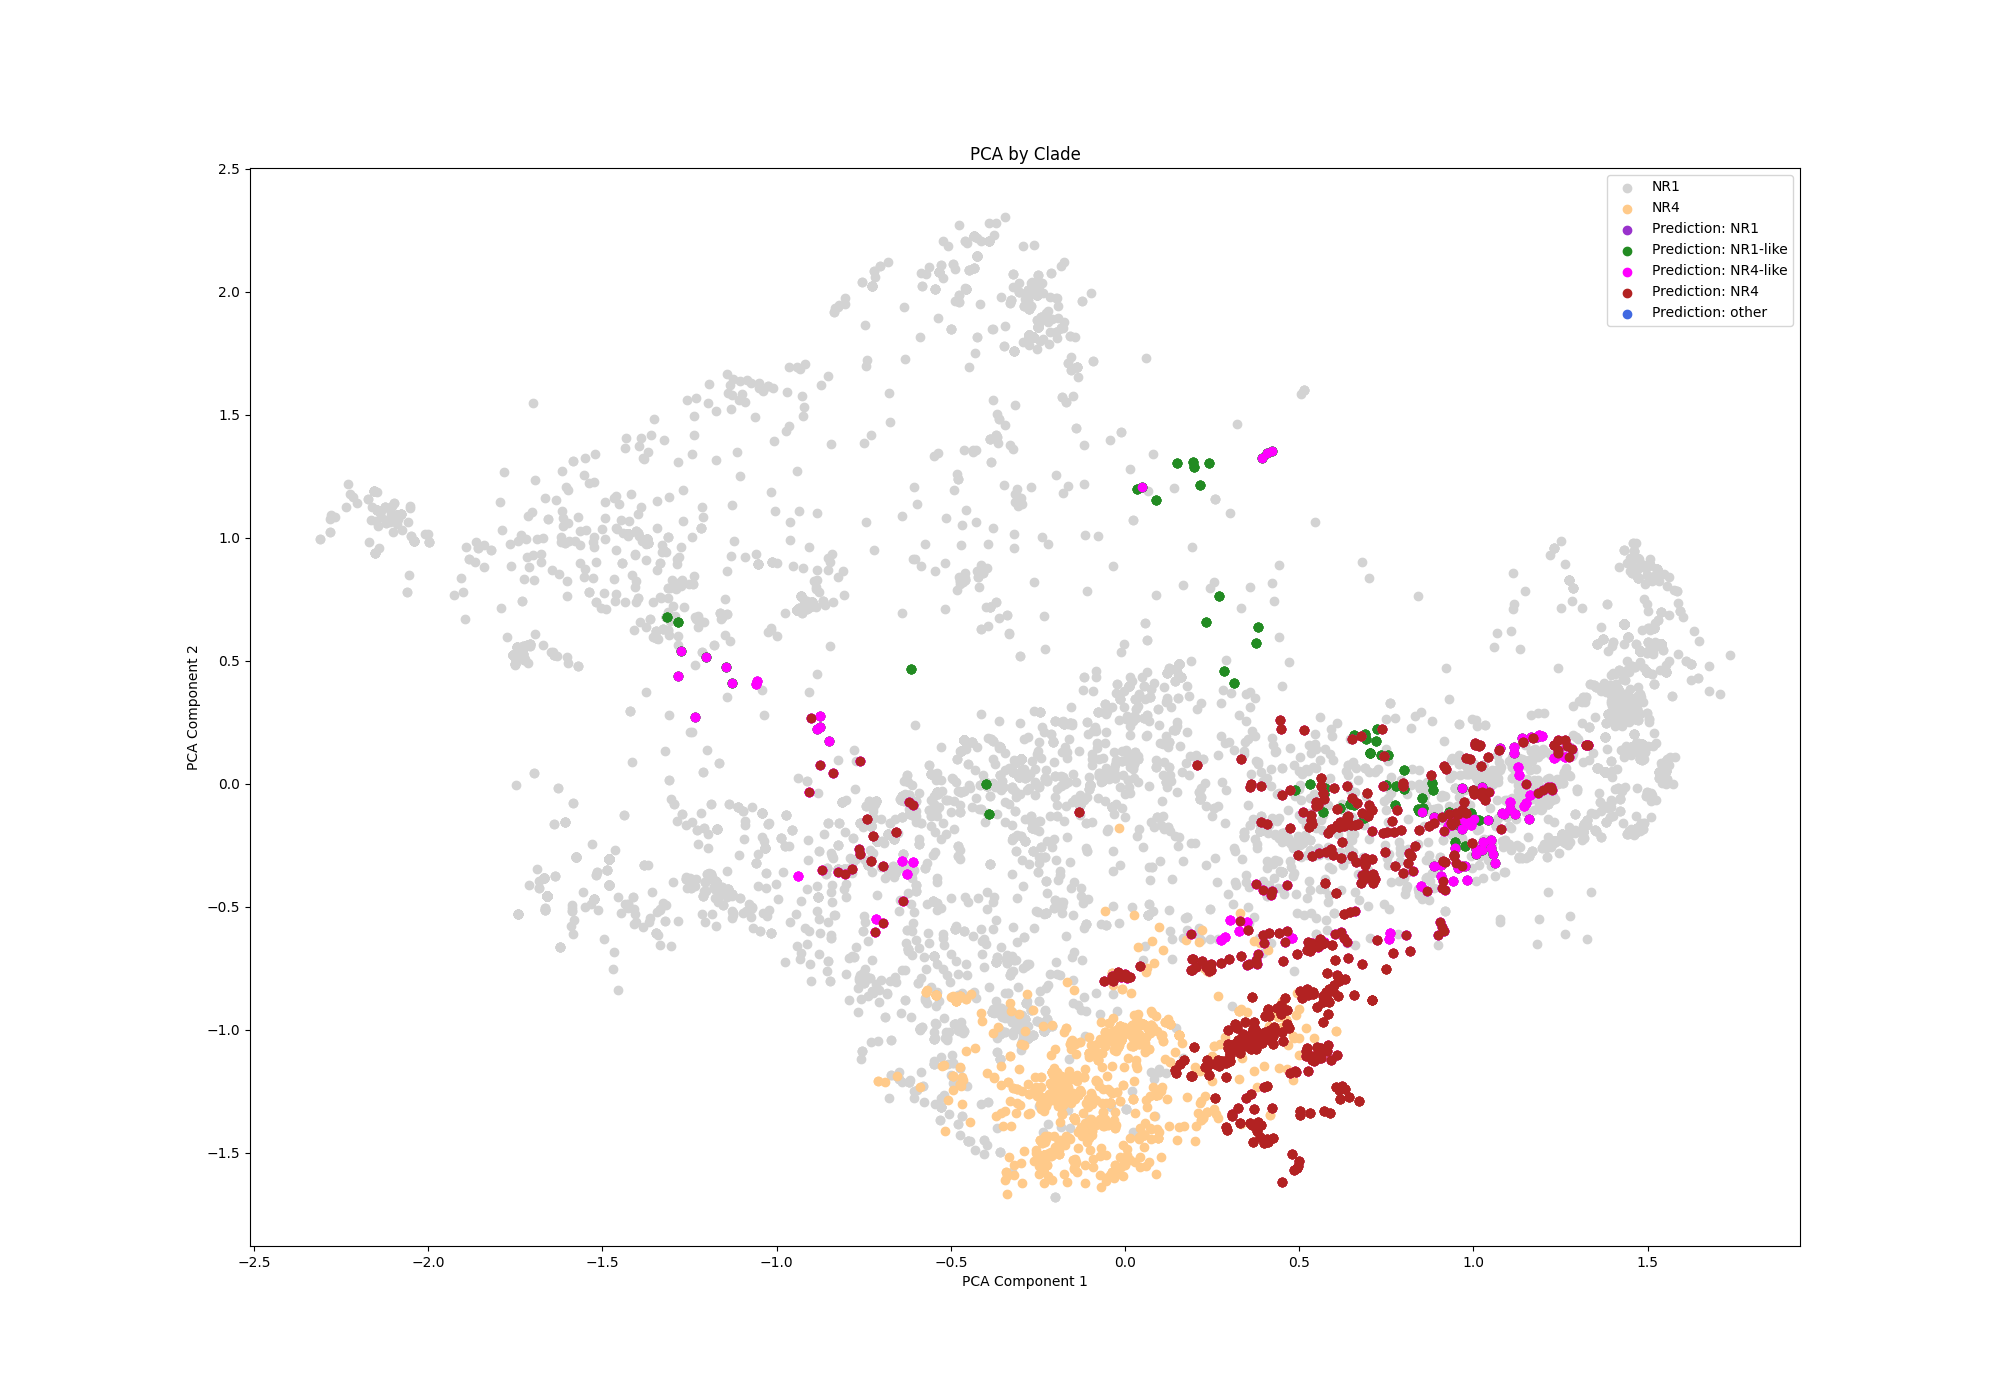 PCA by Clade
NR1
NR4
Prediction: NR1
Prediction: NR1-like
Prediction: NR4-like
Prediction: NR4
Prediction: other
PCA Component 2
2.5
2.0
1.5
1.0
0.5
0.0
−0.5
−1.0
−1.5
−2.5 −2.0 −1.5 −1.0 −0.5 0.0 0.5 1.0 1.5
PCA Component 1